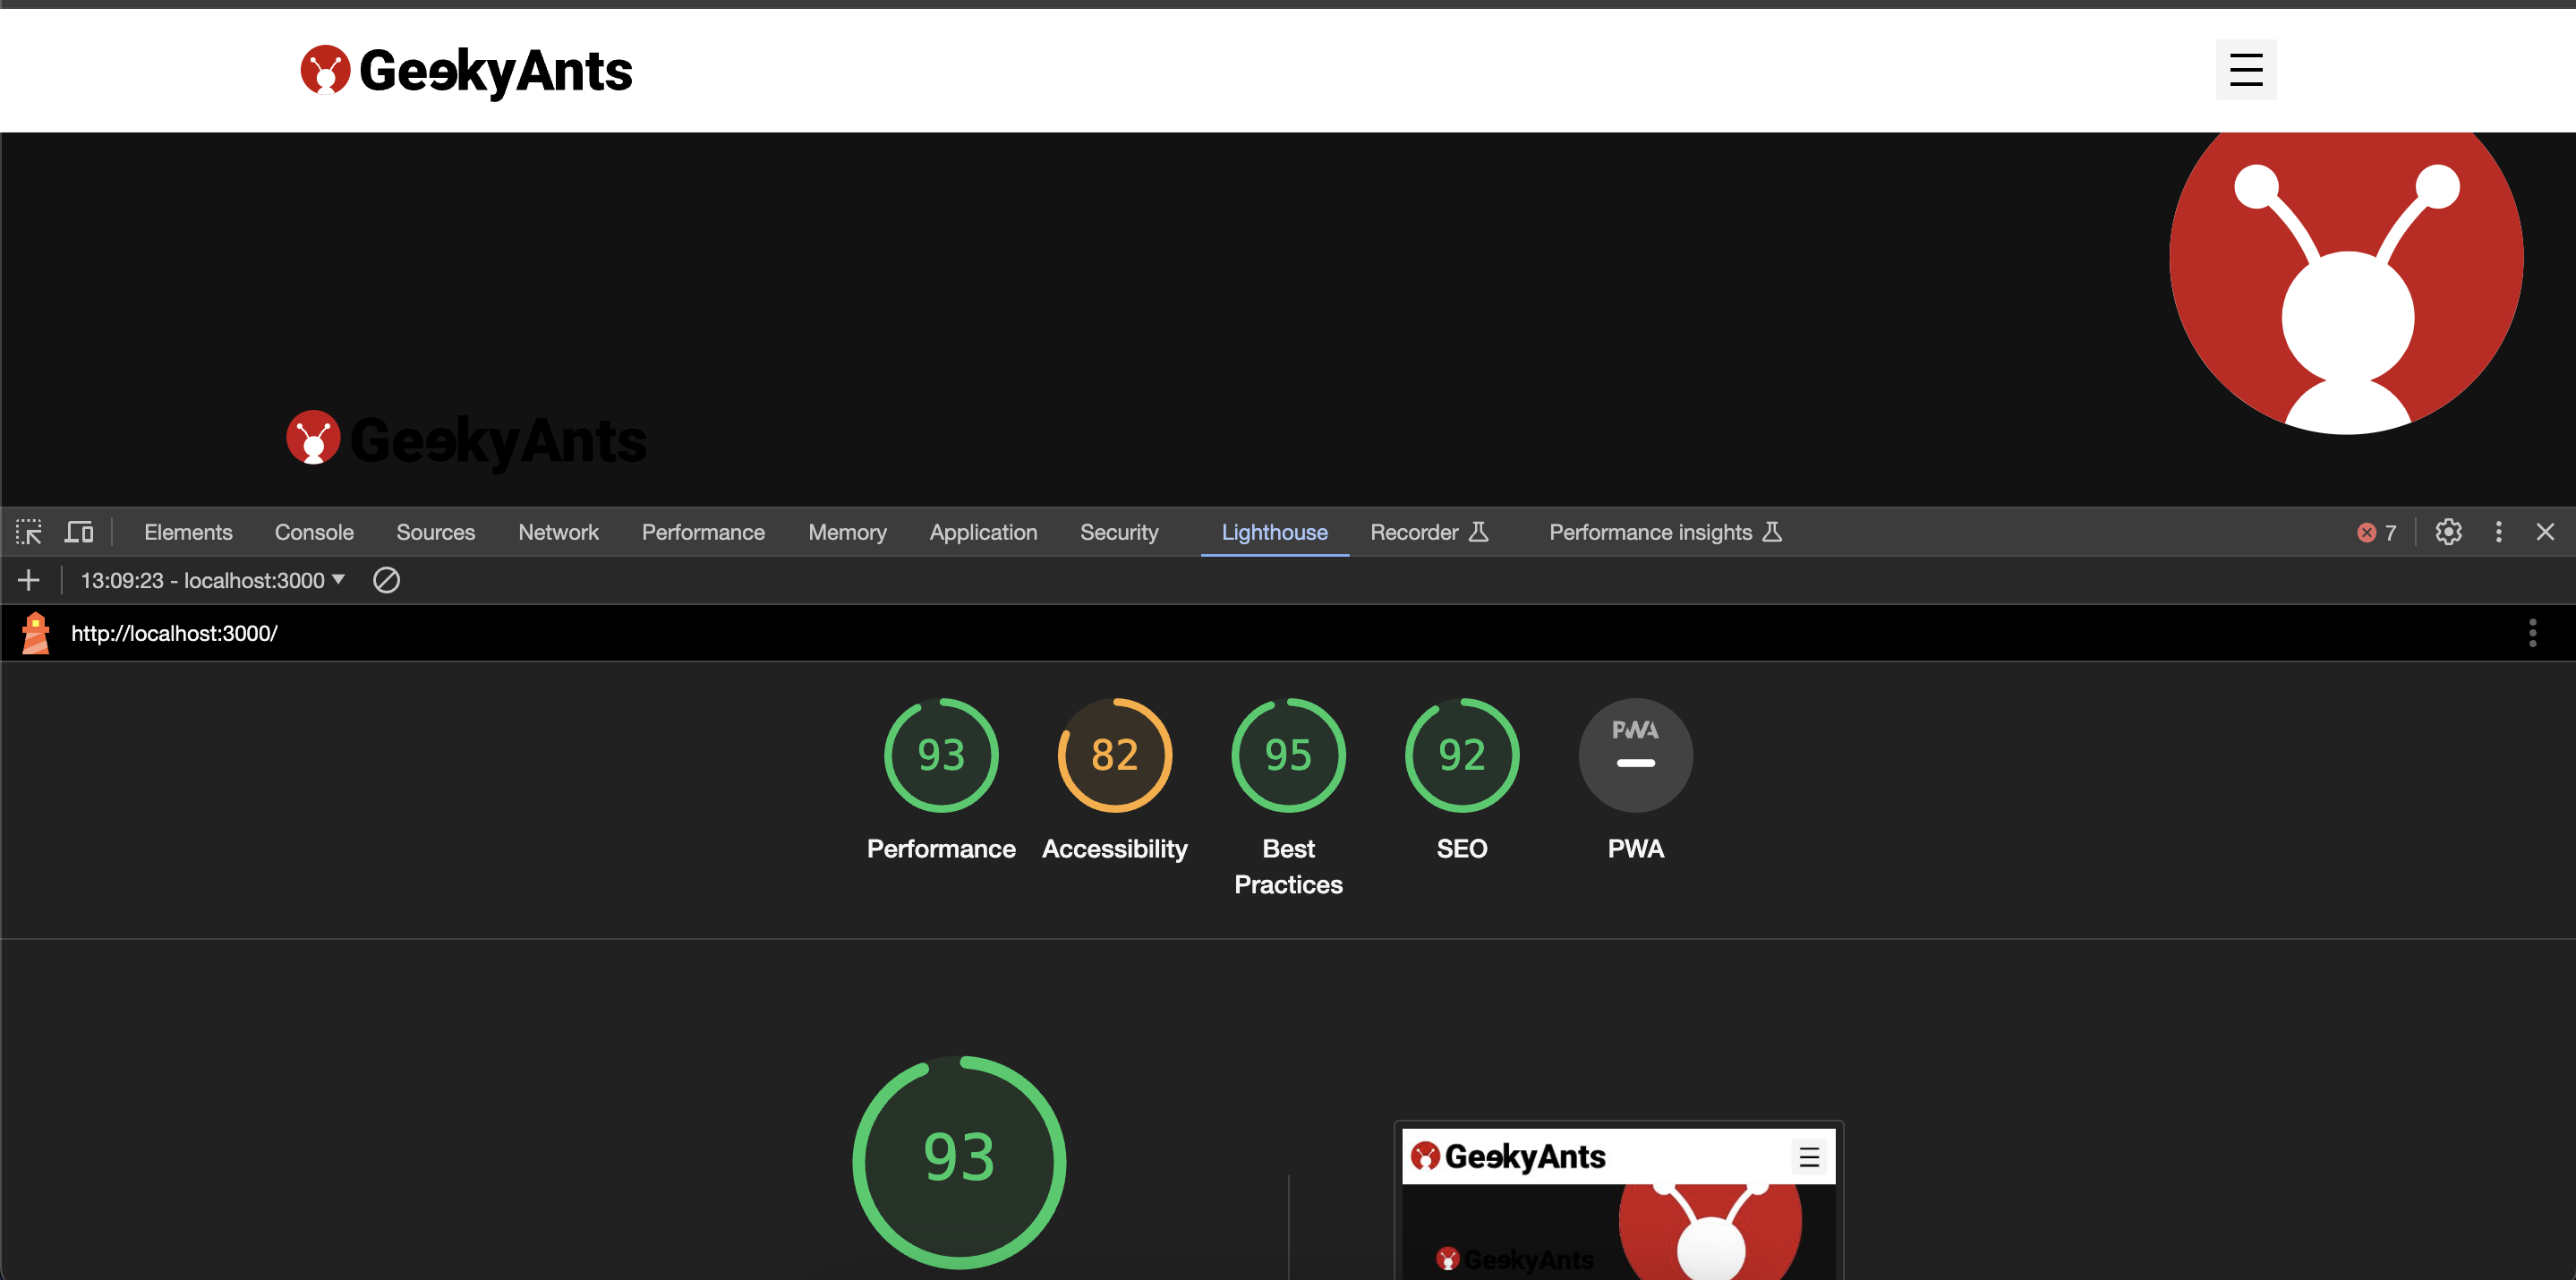 GeekyAnts
GeekyAnts
Elements Console Sources Network Performance Memory Application Security Lighthouse Recorder Performance insights 7
13:09:23 - localhost:3000
http://localhost:3000/
93 82 95 92 PWA
Performance Accessibility Best Practices SEO PWA
93
GeekyAnts
GeekyAnts